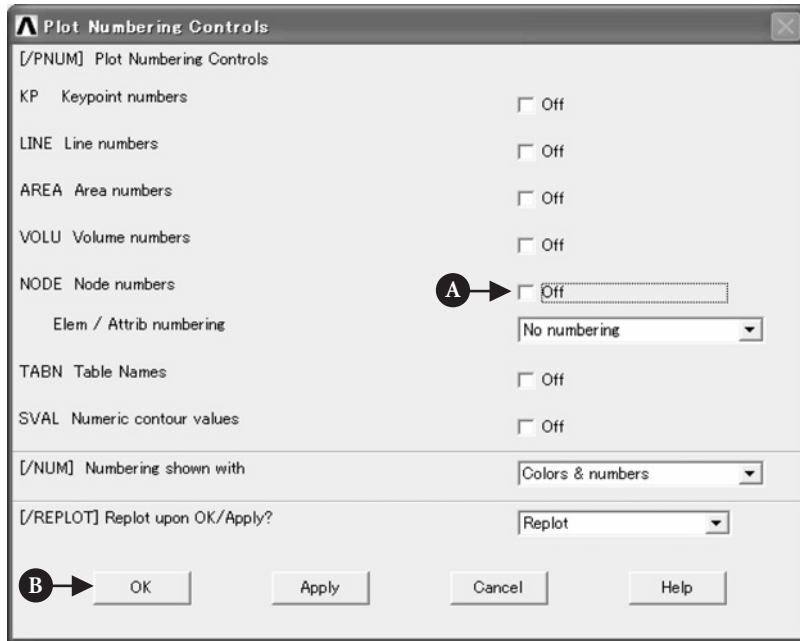 Plot Numbering Controls
[/PNUM] Plot Numbering Controls
KP Keypoint numbers
Off
LINE Line numbers
Off
AREA Area numbers
Off
VOLU Volume numbers
Off
NODE Node numbers
A
Off
Elem / Attrib numbering
No numbering
TABN Table Names
Off
SVAL Numeric contour values
Off
[/NUM] Numbering shown with
Colors & numbers
[/REPLOT] Replot upon OK/Apply?
Replot
B
OK
Apply
Cancel
Help